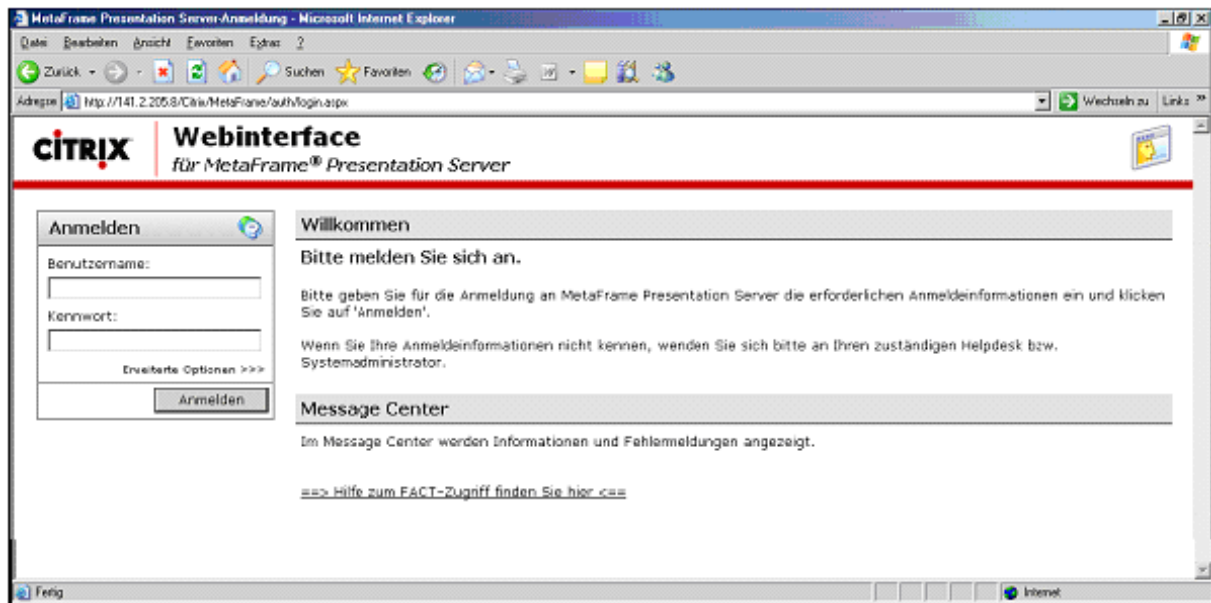 MetaFrame Presentation Server-Anmeldung - Microsoft Internet Explorer
Datei Bearbeiten Ansicht Favoriten Extras ?
Zurück Suchen Favoriten
Adresse http://141.2.205.8/Citrix/MetaFrame/auth/login.aspx Wechseln zu Links »
CITRIX
Webinterface
für MetaFrame® Presentation Server
Anmelden
Benutzername:
Kennwort:
Erweiterte Optionen >>>
Anmelden
Willkommen
Bitte melden Sie sich an.
Bitte geben Sie für die Anmeldung an MetaFrame Presentation Server die erforderlichen Anmeldeinformationen ein und klicken
Sie auf 'Anmelden'.
Wenn Sie Ihre Anmeldeinformationen nicht kennen, wenden Sie sich bitte an Ihren zuständigen Helpdesk bzw.
Systemadministrator.
Message Center
Im Message Center werden Informationen und Fehlermeldungen angezeigt.
==> Hilfe zum FACT-Zugriff finden Sie hier <==
Fertig Internet